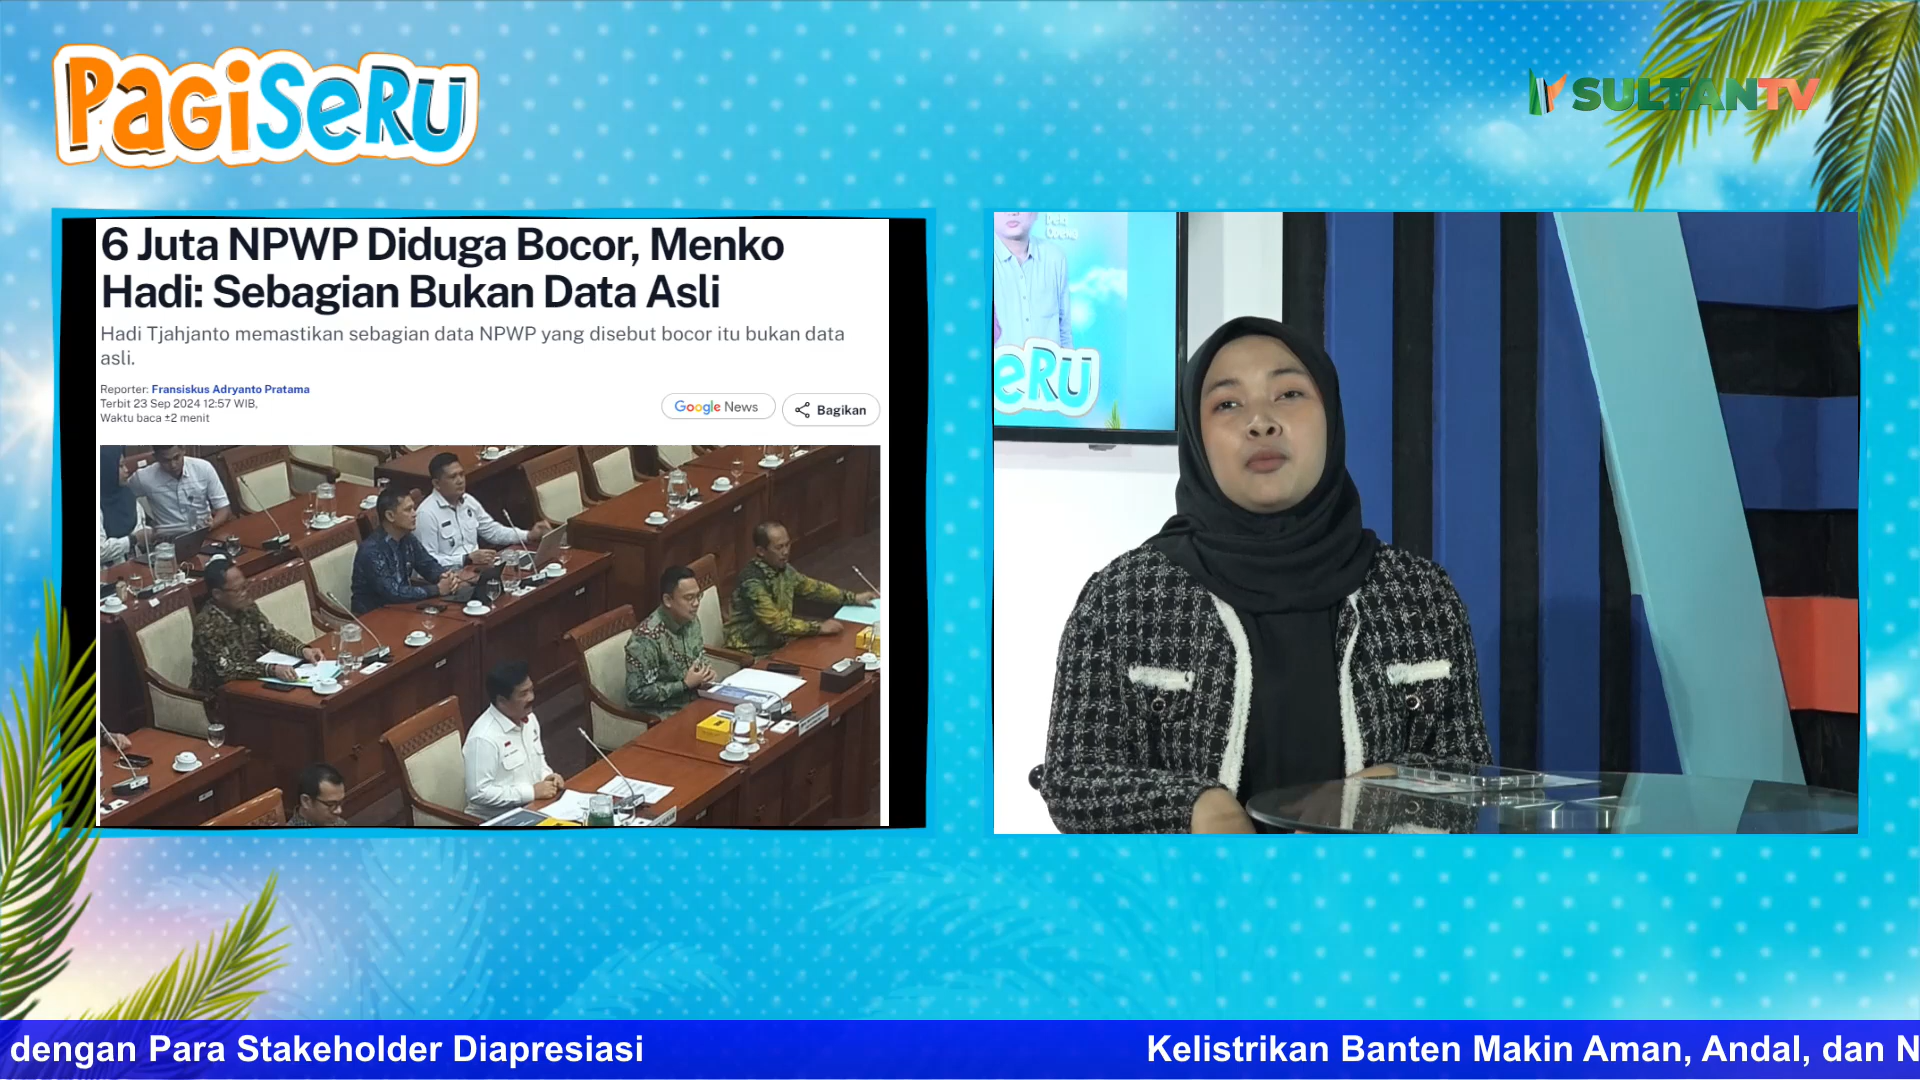 PAGISERU
SULTANTV
6 Juta NPWP Diduga Bocor, Menko
Hadi: Sebagian Bukan Data Asli
Hadi Tjahjanto memastikan sebagian data NPWP yang disebut bocor itu bukan data
asli.
Reporter: Fransiskus Adryanto Pratama
Terbit 23 Sep 2024 12:57 WIB,
Waktu baca ±2 menit
Google News
Bagikan
eRU
dengan Para Stakeholder Diapresiasi
Kelistrikan Banten Makin Aman, Andal, dan N